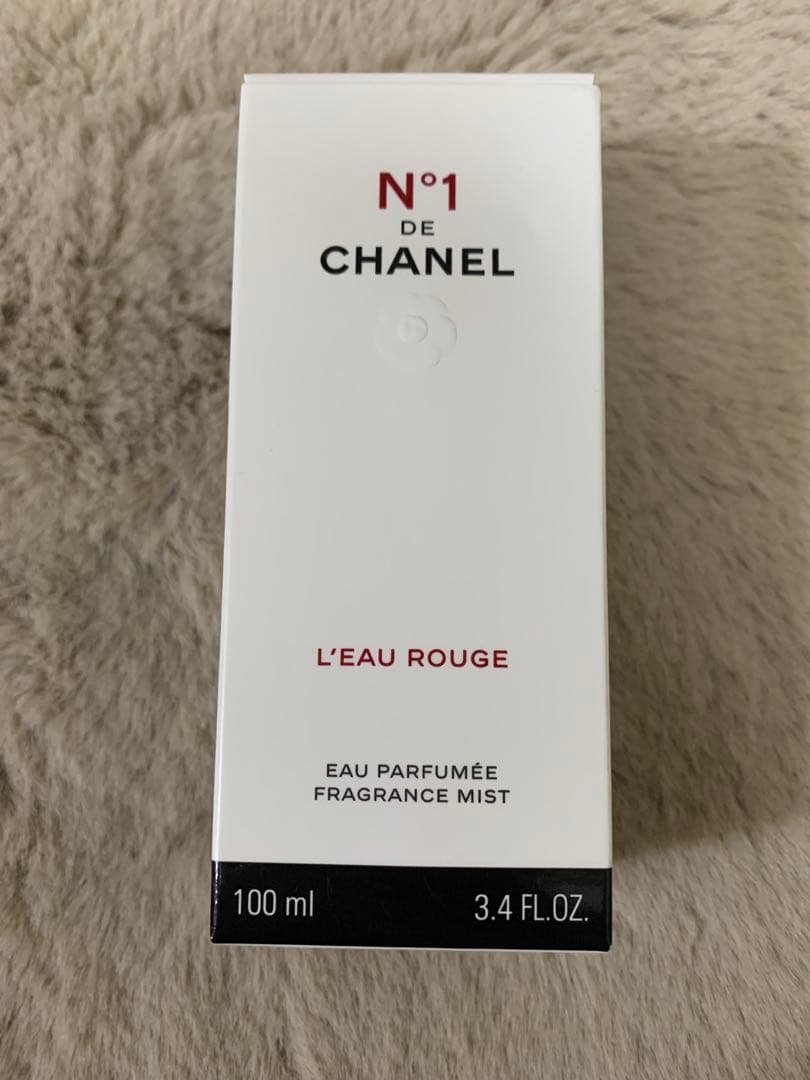 N°1
DE
CHANEL
L'EAU ROUGE
EAU PARFUMÉE
FRAGRANCE MIST
100 ml 3.4 FL.OZ.